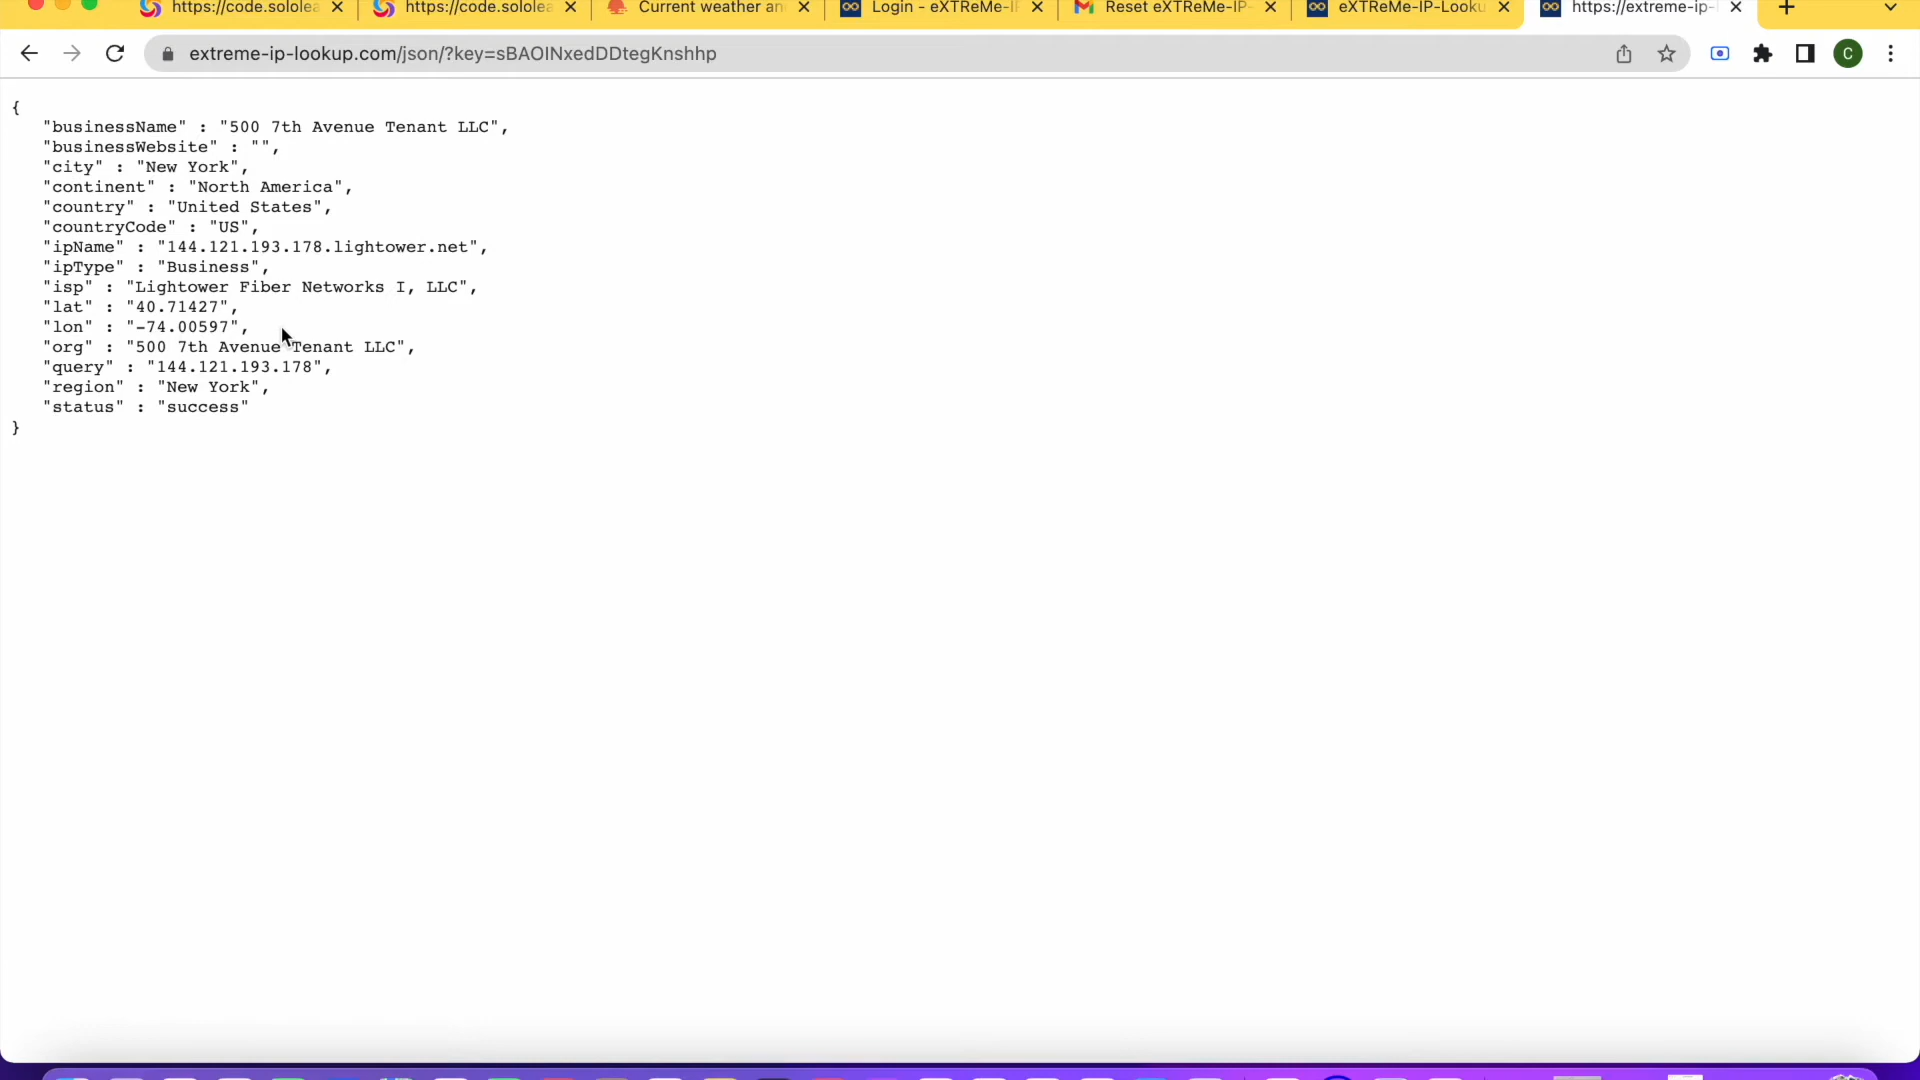 https://code.solole
https://code.solole
Current weather an
Login - eXTReMe-IP
Reset eXTReMe-IP-
eXTReMe-IP-Looku
https://extreme-ip-
extreme-ip-lookup.com/json/?key=sBAOINxedDDtegKnshhp
C
{
"businessName" : "500 7th Avenue Tenant LLC",
"businessWebsite" : "",
"city" : "New York",
"continent" : "North America",
"country" : "United States",
"countryCode" : "US",
"ipName" : "144.121.193.178.lightower.net",
"ipType" : "Business",
"isp" : "Lightower Fiber Networks I, LLC",
"lat" : "40.71427",
"lon" : "-74.00597",
"org" : "500 7th Avenue Tenant LLC",
"query" : "144.121.193.178",
"region" : "New York",
"status" : "success"
}